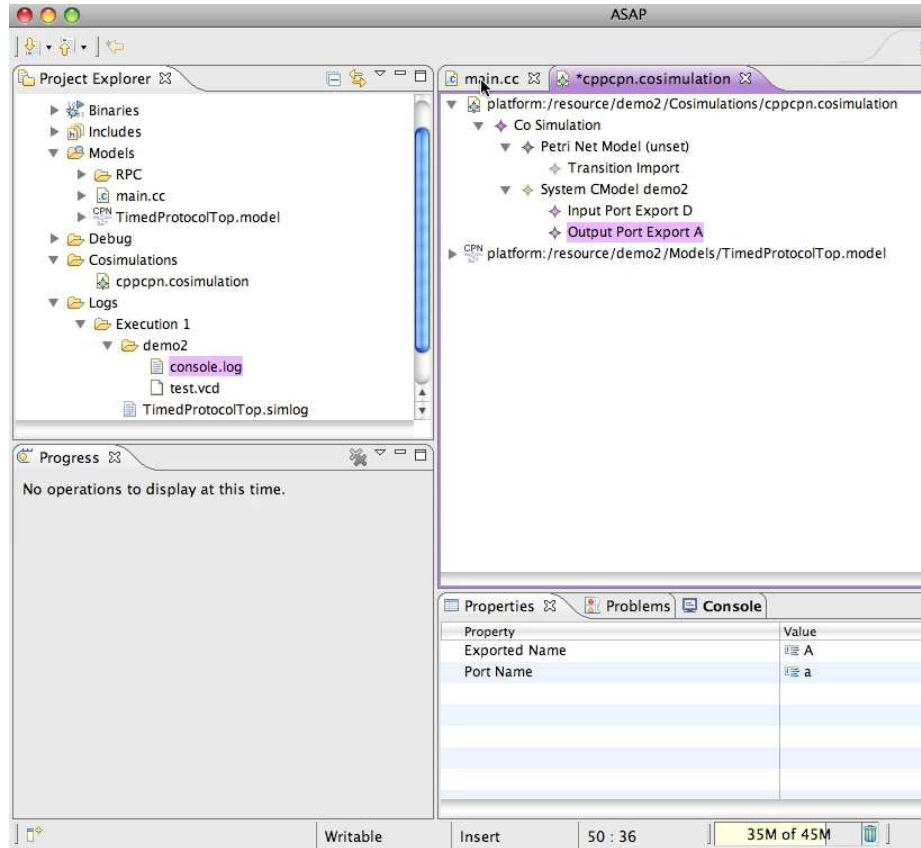 ASAP
Project Explorer
Binaries
Includes
Models
RPC
main.cc
CPN TimedProtocolTop.model
Debug
Cosimulations
cppcpn.cosimulation
Logs
Execution 1
demo2
console.log
test.vcd
TimedProtocolTop.simlog
Progress
No operations to display at this time.
main.cc
*cppcpn.cosimulation
platform:/resource/demo2/Cosimulations/cppcpn.cosimulation
Co Simulation
Petri Net Model (unset)
Transition Import
System CModel demo2
Input Port Export D
Output Port Export A
CPN platform:/resource/demo2/Models/TimedProtocolTop.model
Properties Problems Console
Property Value
Exported Name A
Port Name a
Writable Insert 50 : 36 35M of 45M